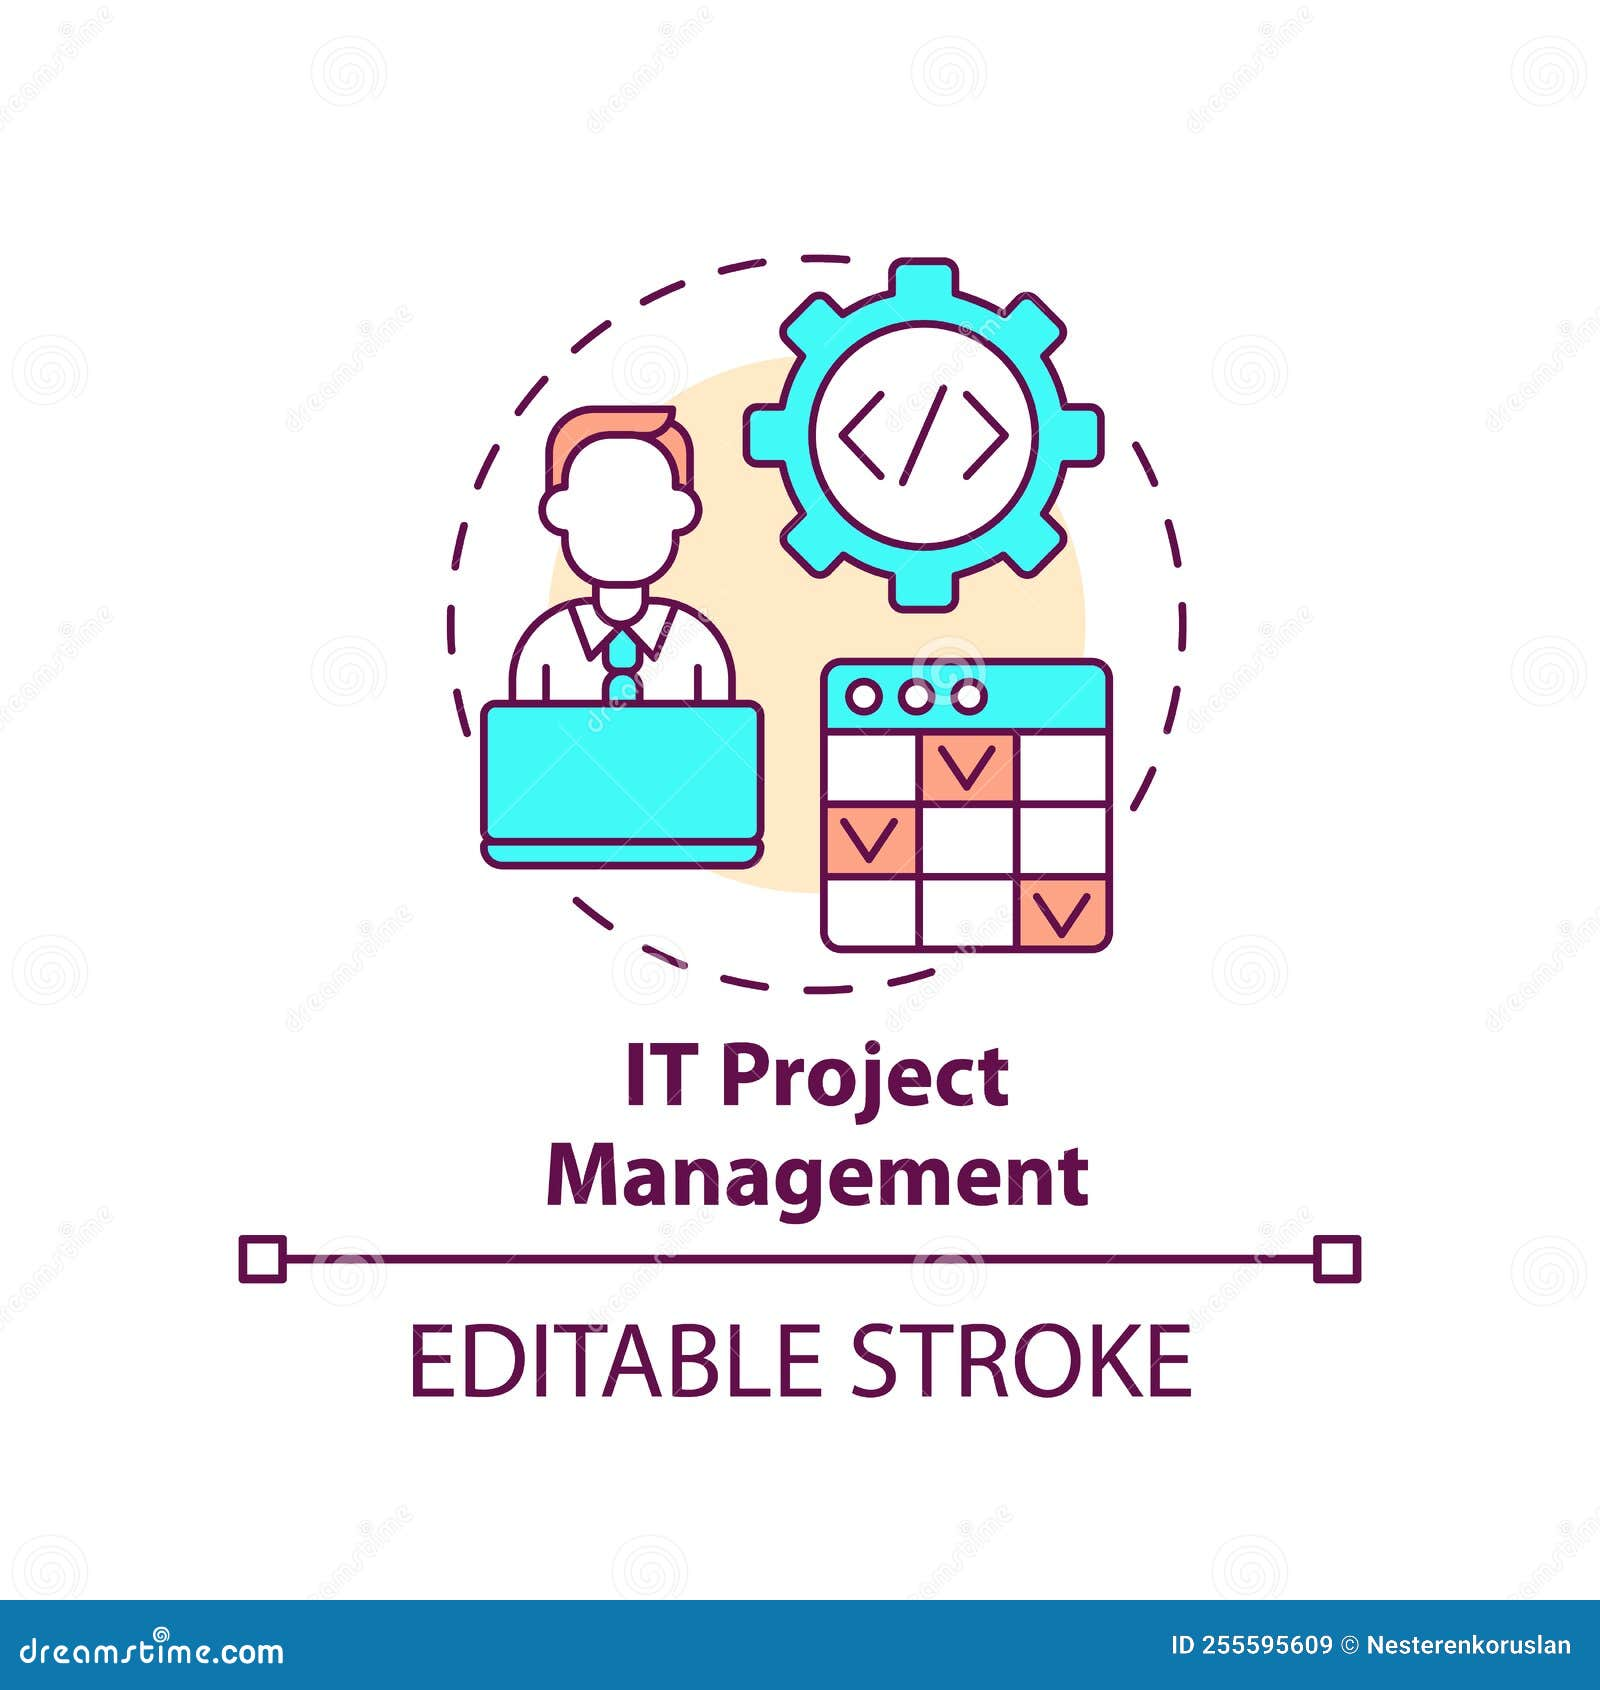 </>
IT Project
Management
EDITABLE STROKE
dreamstime.com
ID 255595609 © Nesterenkoruslan